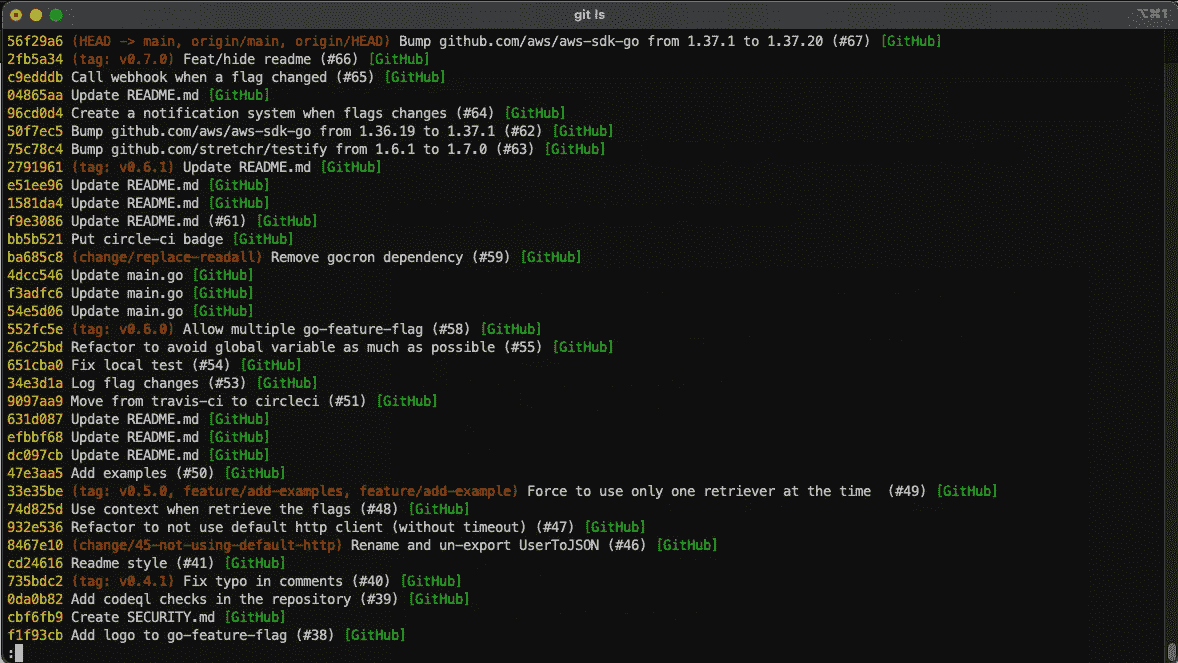 git ls
⌥⌘1
56f29a6 (HEAD -> main, origin/main, origin/HEAD) Bump github.com/aws/aws-sdk-go from 1.37.1 to 1.37.20 (#67) [GitHub]
2fb5a34 (tag: v0.7.0) Feat/hide readme (#66) [GitHub]
c9edddb Call webhook when a flag changed (#65) [GitHub]
04865aa Update README.md [GitHub]
96cd0d4 Create a notification system when flags changes (#64) [GitHub]
50f7ec5 Bump github.com/aws/aws-sdk-go from 1.36.19 to 1.37.1 (#62) [GitHub]
75c78c4 Bump github.com/stretchr/testify from 1.6.1 to 1.7.0 (#63) [GitHub]
2791961 (tag: v0.6.1) Update README.md [GitHub]
e51ee96 Update README.md [GitHub]
1581da4 Update README.md [GitHub]
f9e3086 Update README.md (#61) [GitHub]
bb5b521 Put circle-ci badge [GitHub]
ba685c8 (change/replace-readall) Remove gocron dependency (#59) [GitHub]
4dcc546 Update main.go [GitHub]
f3adfc6 Update main.go [GitHub]
54e5d06 Update main.go [GitHub]
552fc5e (tag: v0.6.0) Allow multiple go-feature-flag (#58) [GitHub]
26c25bd Refactor to avoid global variable as much as possible (#55) [GitHub]
651cba0 Fix local test (#54) [GitHub]
34e3d1a Log flag changes (#53) [GitHub]
9097aa9 Move from travis-ci to circleci (#51) [GitHub]
631d087 Update README.md [GitHub]
efbbf68 Update README.md [GitHub]
dc097cb Update README.md [GitHub]
47e3aa5 Add examples (#50) [GitHub]
33e35be (tag: v0.5.0, feature/add-examples, feature/add-example) Force to use only one retriever at the time  (#49) [GitHub]
74d825d Use context when retrieve the flags (#48) [GitHub]
932e536 Refactor to not use default http client (without timeout) (#47) [GitHub]
8467e10 (change/45-not-using-default-http) Rename and un-export UserToJSON (#46) [GitHub]
cd24616 Readme style (#41) [GitHub]
735bdc2 (tag: v0.4.1) Fix typo in comments (#40) [GitHub]
0da0b82 Add codeql checks in the repository (#39) [GitHub]
cbf6fb9 Create SECURITY.md [GitHub]
f1f93cb Add logo to go-feature-flag (#38) [GitHub]
: